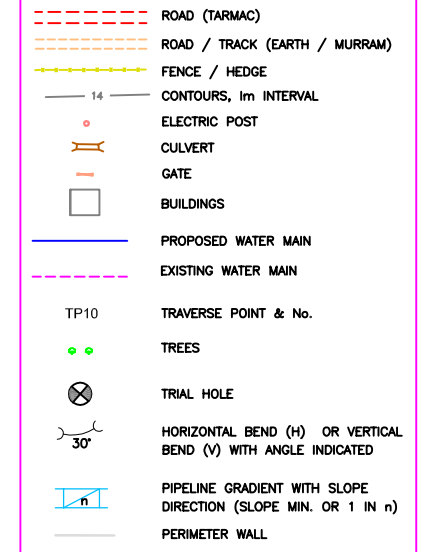 ROAD (TARMAC)
ROAD / TRACK (EARTH / MURRAM)
FENCE / HEDGE
14 CONTOURS, 1m INTERVAL
ELECTRIC POST
CULVERT
GATE
BUILDINGS
PROPOSED WATER MAIN
EXISTING WATER MAIN
TP10 TRAVERSE POINT & No.
TREES
TRIAL HOLE
30° HORIZONTAL BEND (H) OR VERTICAL
BEND (V) WITH ANGLE INDICATED
n PIPELINE GRADIENT WITH SLOPE
DIRECTION (SLOPE MIN. OR 1 IN n)
PERIMETER WALL